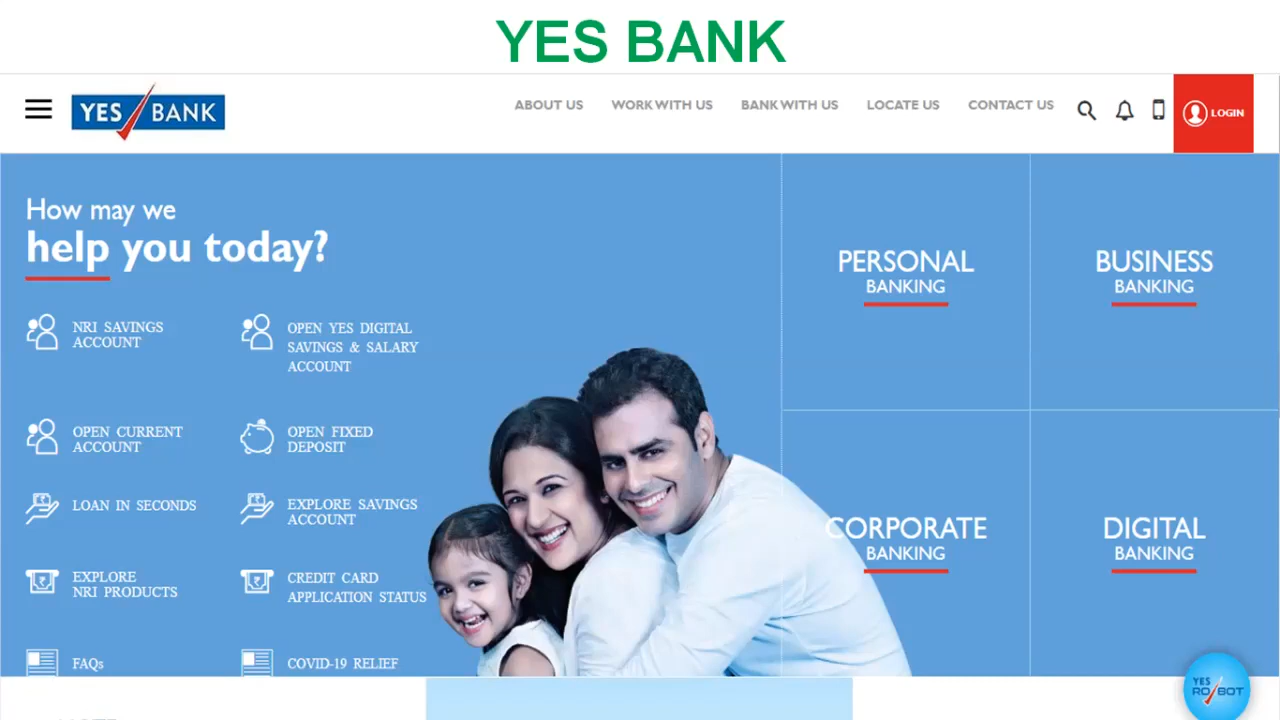 YES BANK
YES BANK
ABOUT US
WORK WITH US
BANK WITH US
LOCATE US
CONTACT US
LOGIN
How may we
help you today?
NRI SAVINGS
ACCOUNT
OPEN YES DIGITAL
SAVINGS & SALARY
ACCOUNT
OPEN CURRENT
ACCOUNT
OPEN FIXED
DEPOSIT
LOAN IN SECONDS
EXPLORE SAVINGS
ACCOUNT
EXPLORE
NRI PRODUCTS
CREDIT CARD
APPLICATION STATUS
FAQs
COVID-19 RELIEF
PERSONAL
BANKING
BUSINESS
BANKING
CORPORATE
BANKING
DIGITAL
BANKING
YES
ROBOT